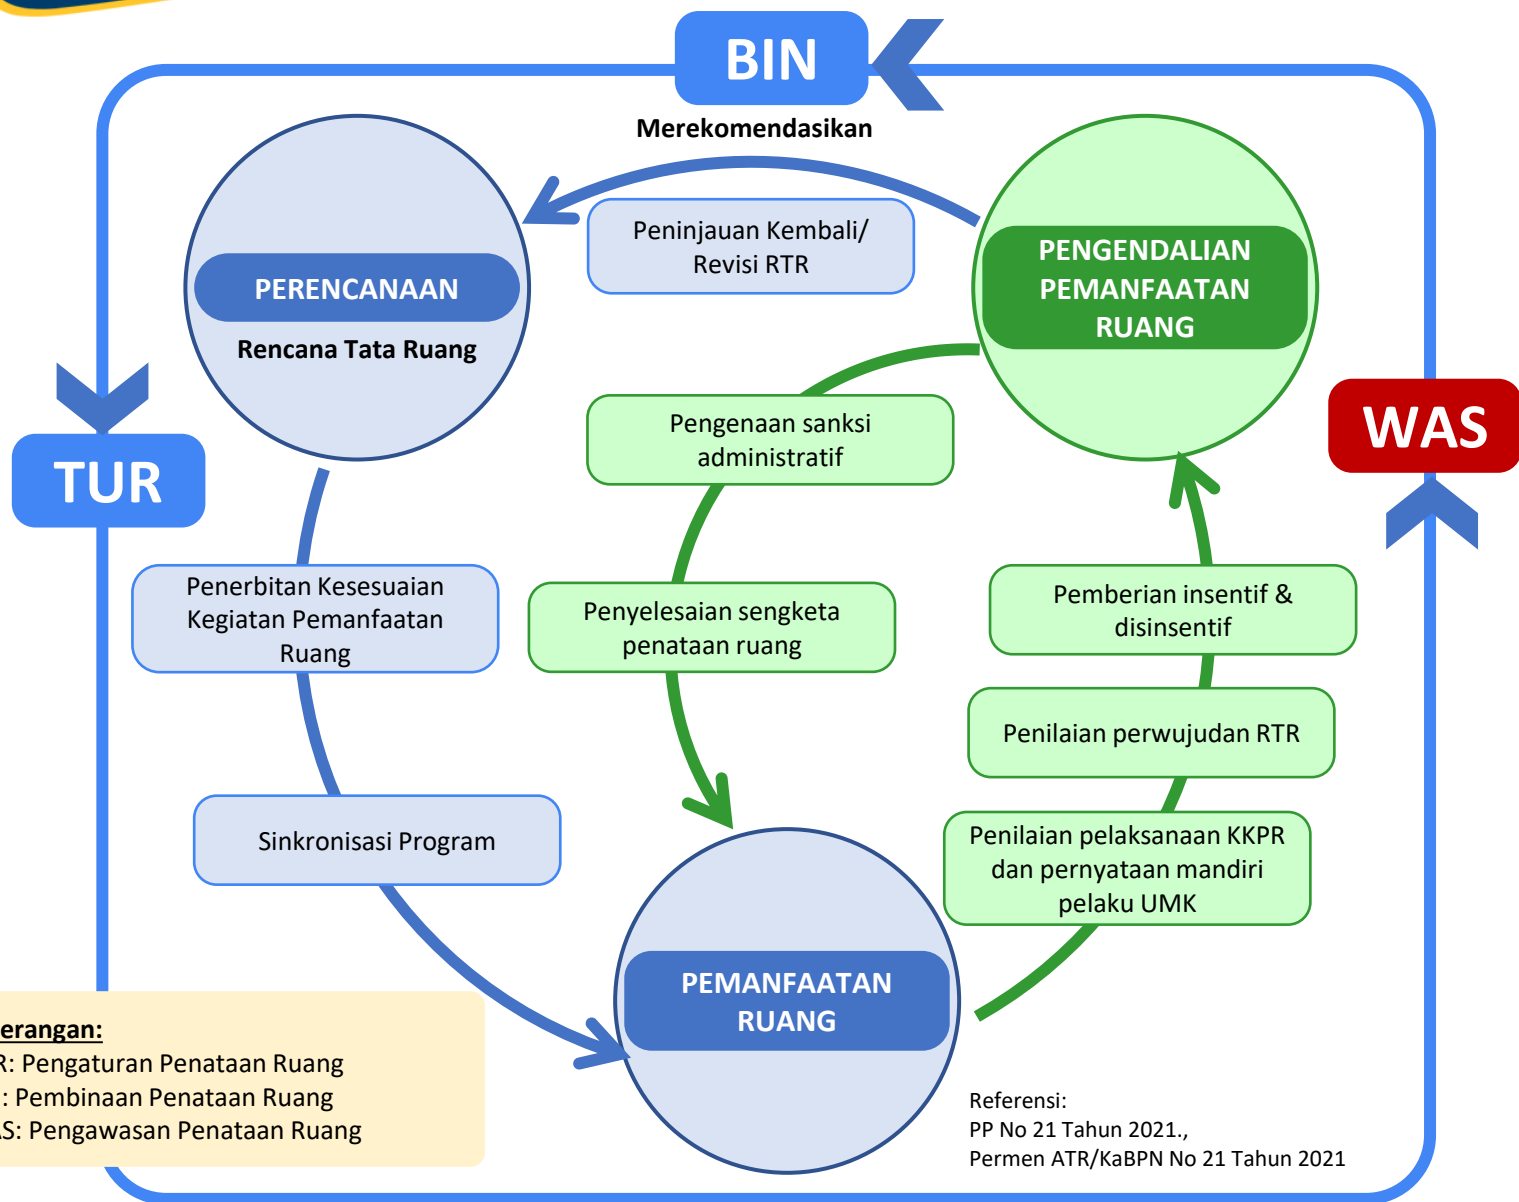 BIN
Merekomendasikan
Peninjauan Kembali/
Revisi RTR
PERENCANAAN
Rencana Tata Ruang
PENGENDALIAN
PEMANFAATAN
RUANG
TUR
WAS
Pengenaan sanksi
administratif
Penerbitan Kesesuaian
Kegiatan Pemanfaatan
Ruang
Penyelesaian sengketa
penataan ruang
Pemberian insentif &
disinsentif
Penilaian perwujudan RTR
Sinkronisasi Program
Penilaian pelaksanaan KKPR
dan pernyataan mandiri
pelaku UMK
PEMANFAATAN
RUANG
erangan:
R: Pengaturan Penataan Ruang
: Pembinaan Penataan Ruang
AS: Pengawasan Penataan Ruang
Referensi:
PP No 21 Tahun 2021.,
Permen ATR/KaBPN No 21 Tahun 2021